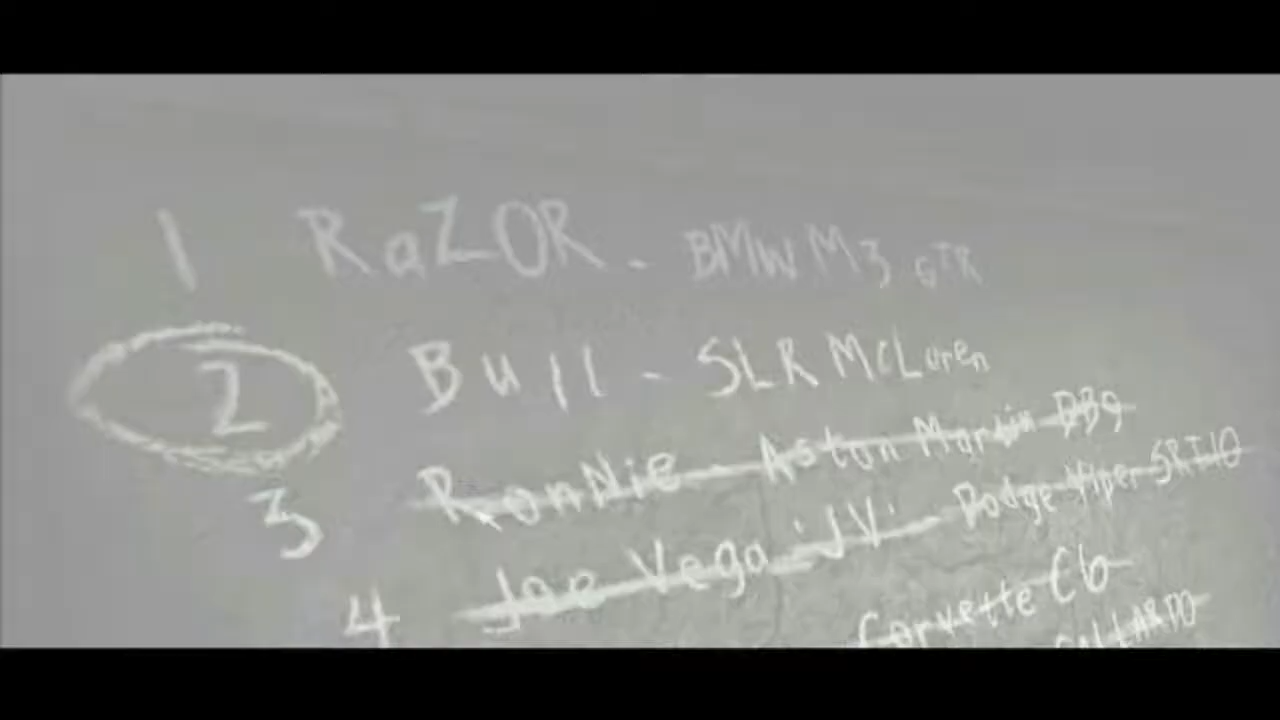 1 RaZOR - BMW M3 GTR
2 Bull - SLR McLaren
3 RonNie - Aston Martin DB9
4 Joe Vega 'JV' - Dodge Viper SRT10
Corvette C6
GALLARDO